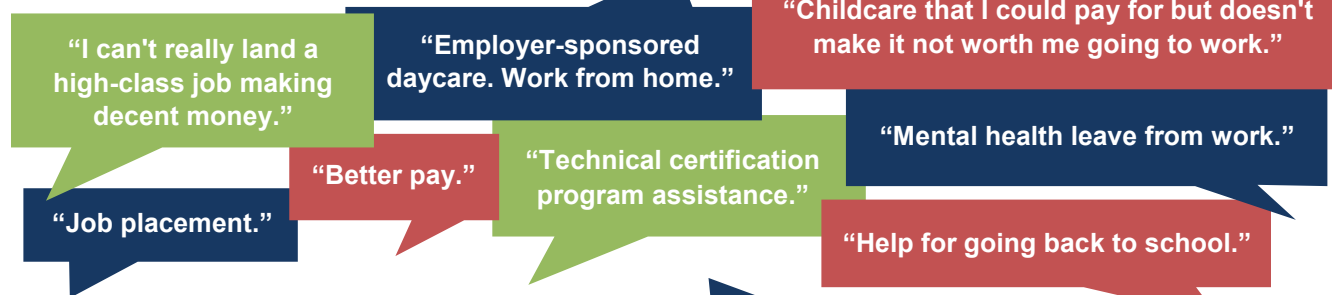 “I can't really land a
high-class job making
decent money.”
“Employer-sponsored
daycare. Work from home.”
“Childcare that I could pay for but doesn't
make it not worth me going to work.”
“Mental health leave from work.”
“Better pay.”
“Technical certification
program assistance.”
“Job placement.”
“Help for going back to school.”